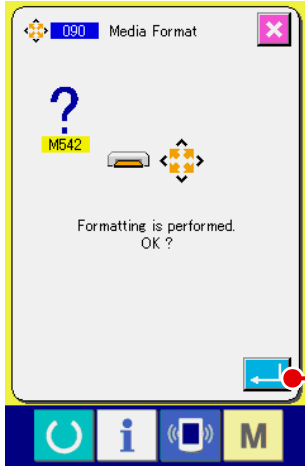 090 Media Format
?
M542
Formatting is performed.
OK ?
i M